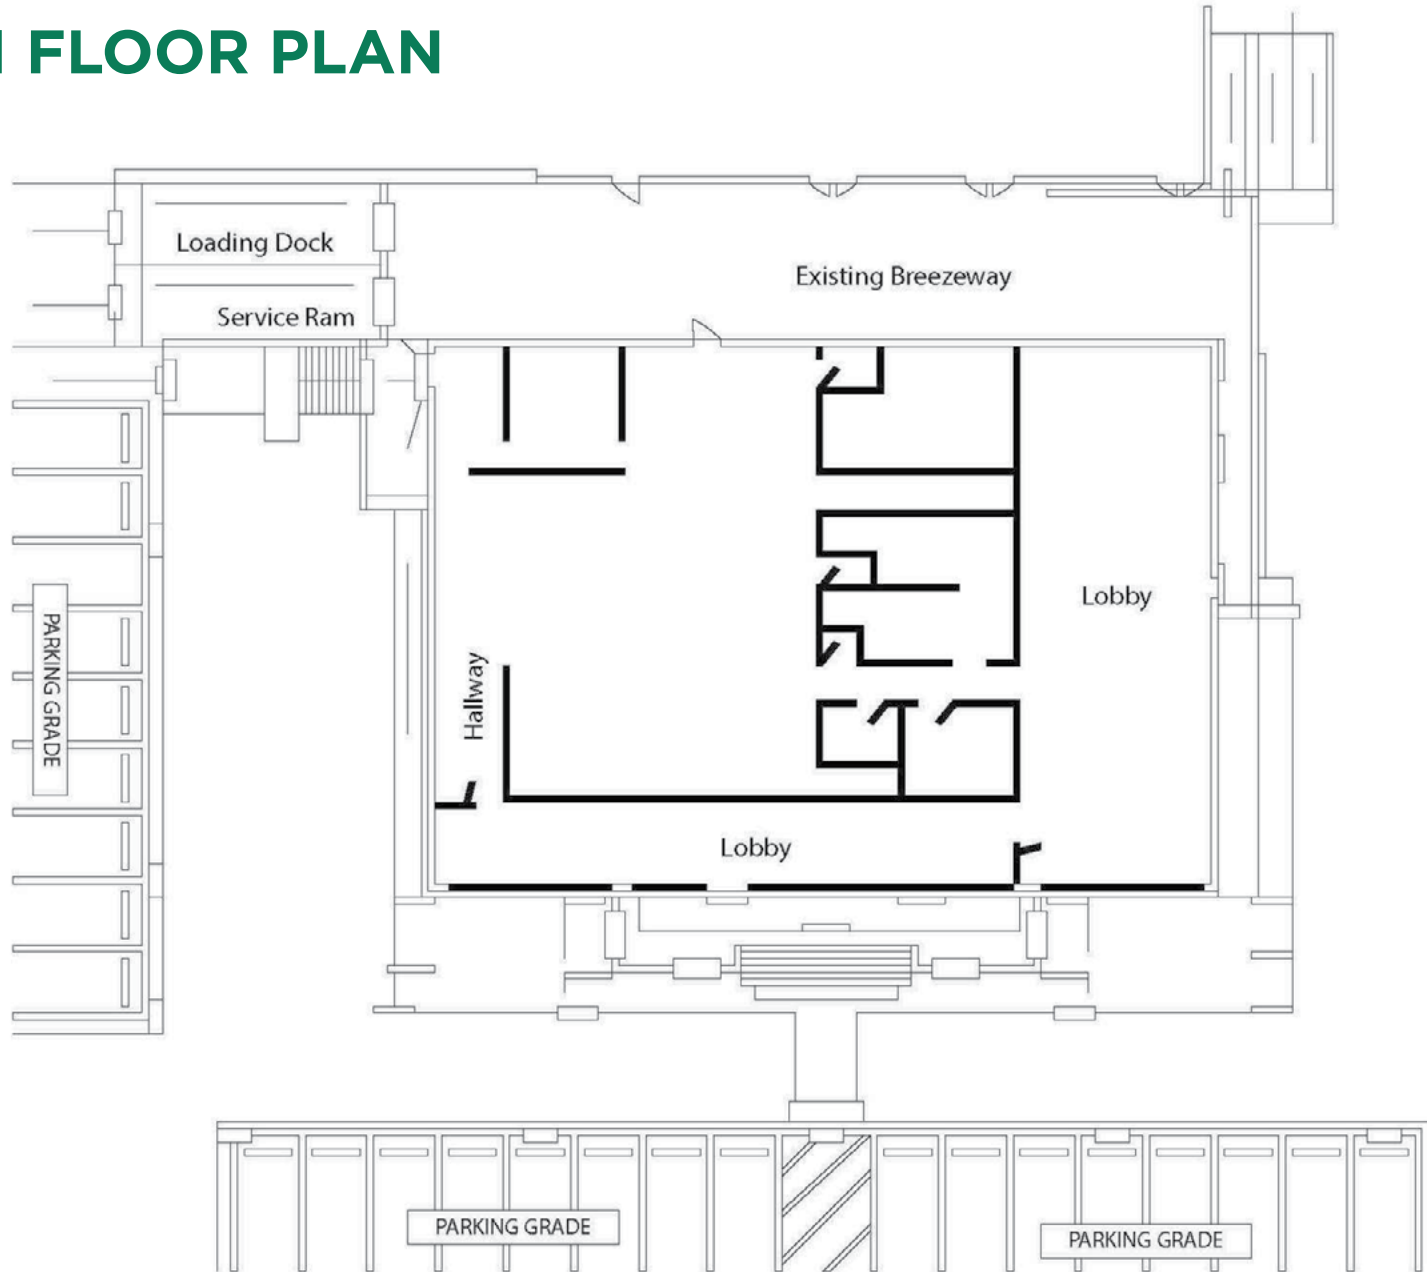 FLOOR PLAN
Loading Dock
Existing Breezeway
Service Ram
Lobby
PARKING GRADE
Hallway
Lobby
PARKING GRADE
PARKING GRADE